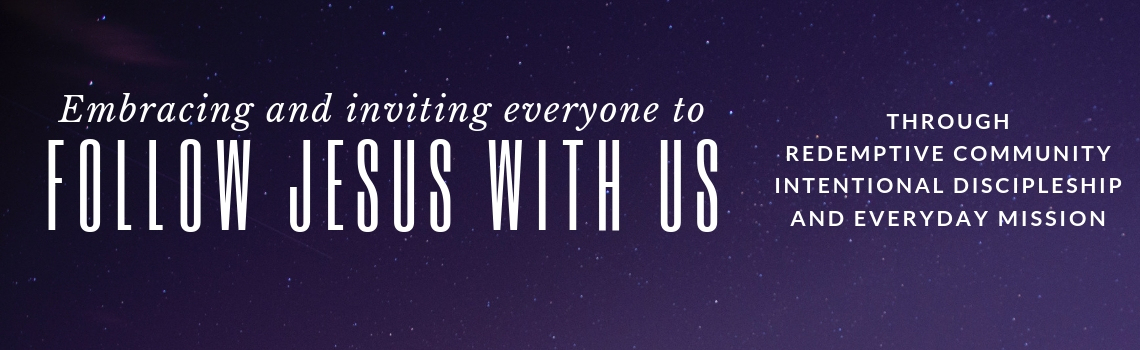 Embracing and inviting everyone to
FOLLOW JESUS WITH US
THROUGH
REDEMPTIVE COMMUNITY
INTENTIONAL DISCIPLESHIP
AND EVERYDAY MISSION